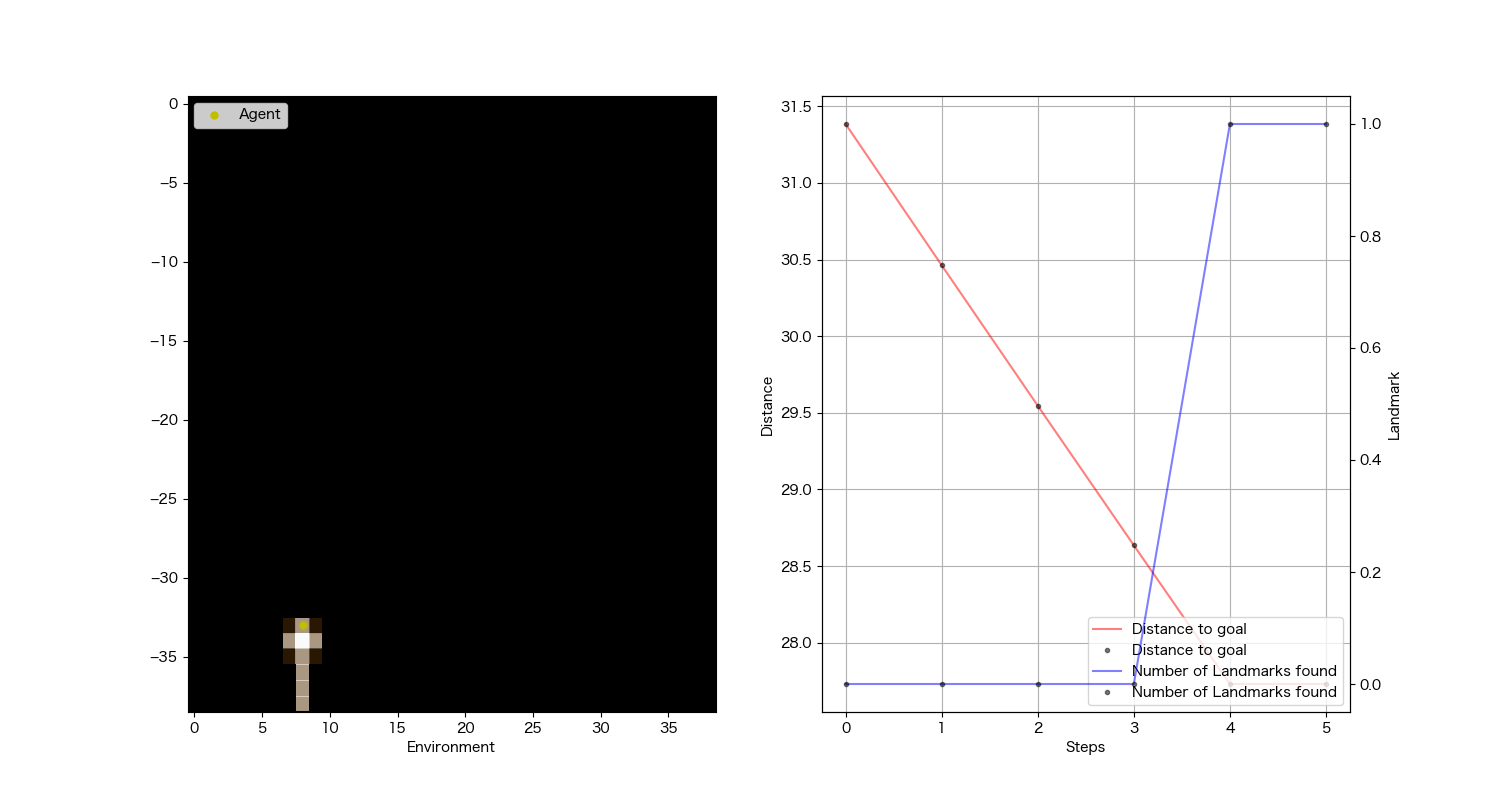 Agent
0
−5
−10
−15
−20
−25
−30
−35
0 5 10 15 20 25 30 35
Environment
31.5
31.0
30.5
30.0
29.5
29.0
28.5
28.0
Distance
0 1 2 3 4 5
Steps
1.0
0.8
0.6
0.4
0.2
0.0
Landmark
Distance to goal
Distance to goal
Number of Landmarks found
Number of Landmarks found